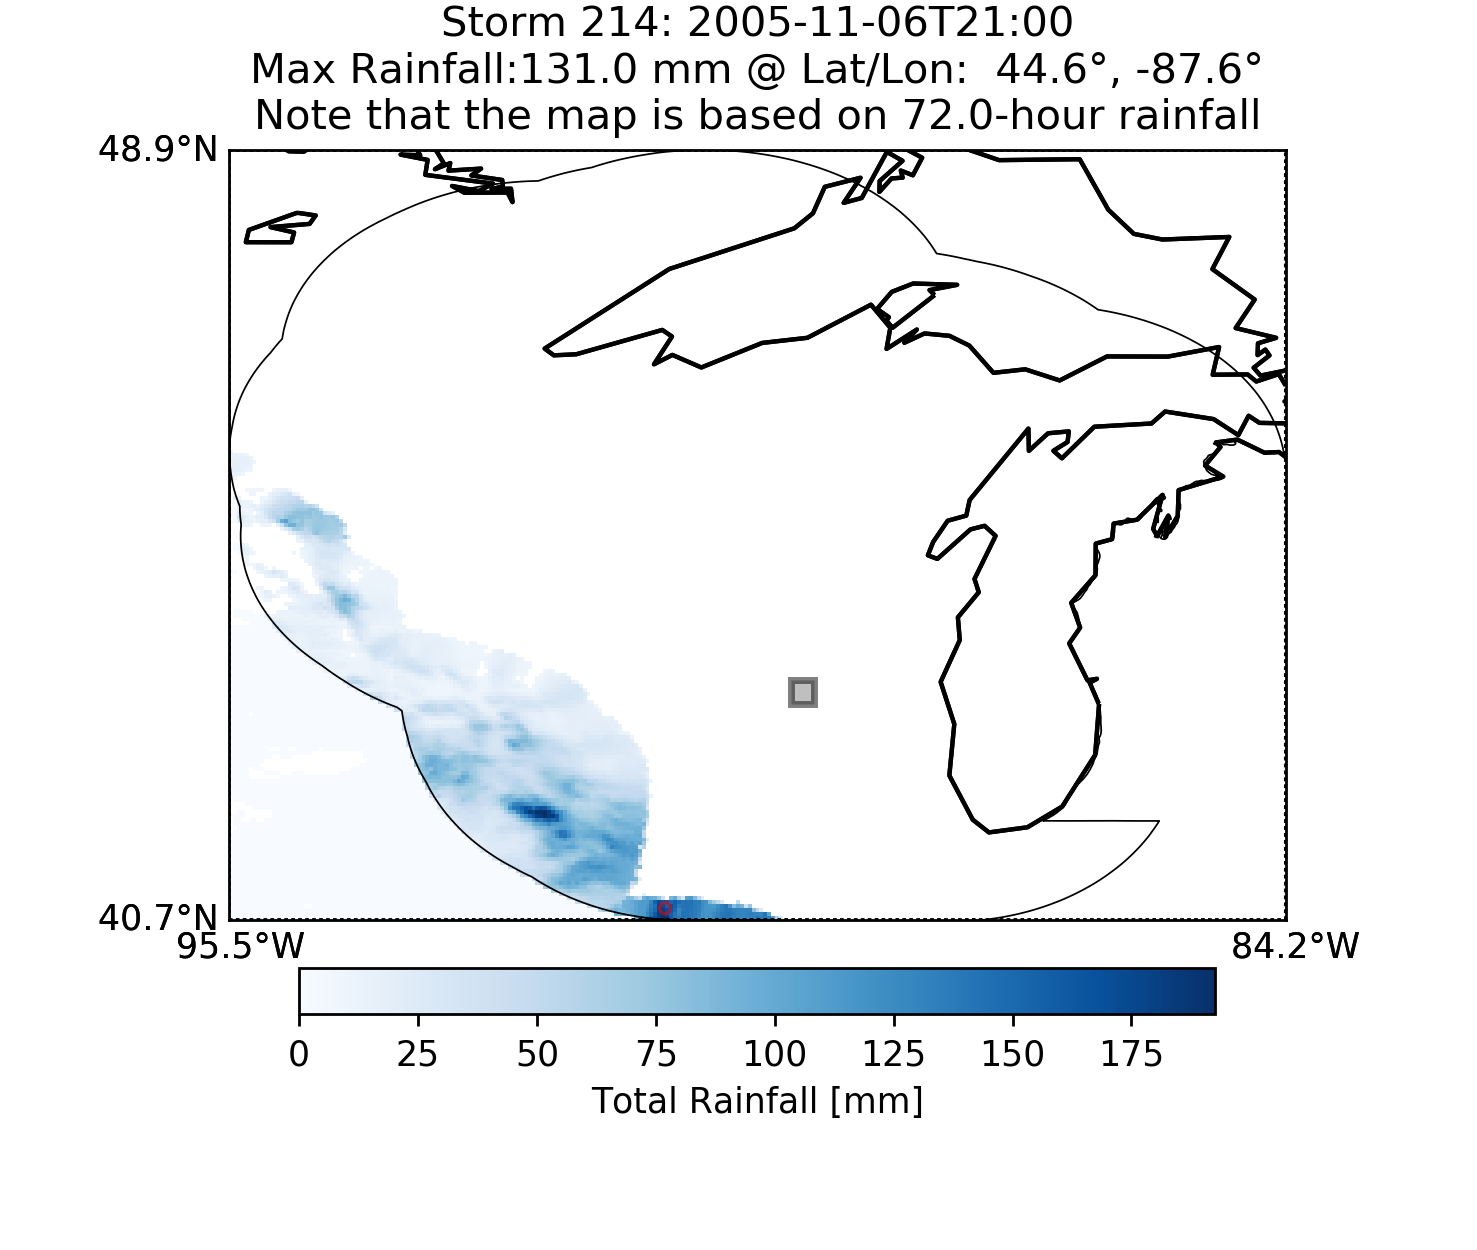 Storm 214: 2005-11-06T21:00
Max Rainfall:131.0 mm @ Lat/Lon:  44.6°, -87.6°
Note that the map is based on 72.0-hour rainfall
48.9°N
40.7°N
95.5°W 84.2°W
0 25 50 75 100 125 150 175
Total Rainfall [mm]